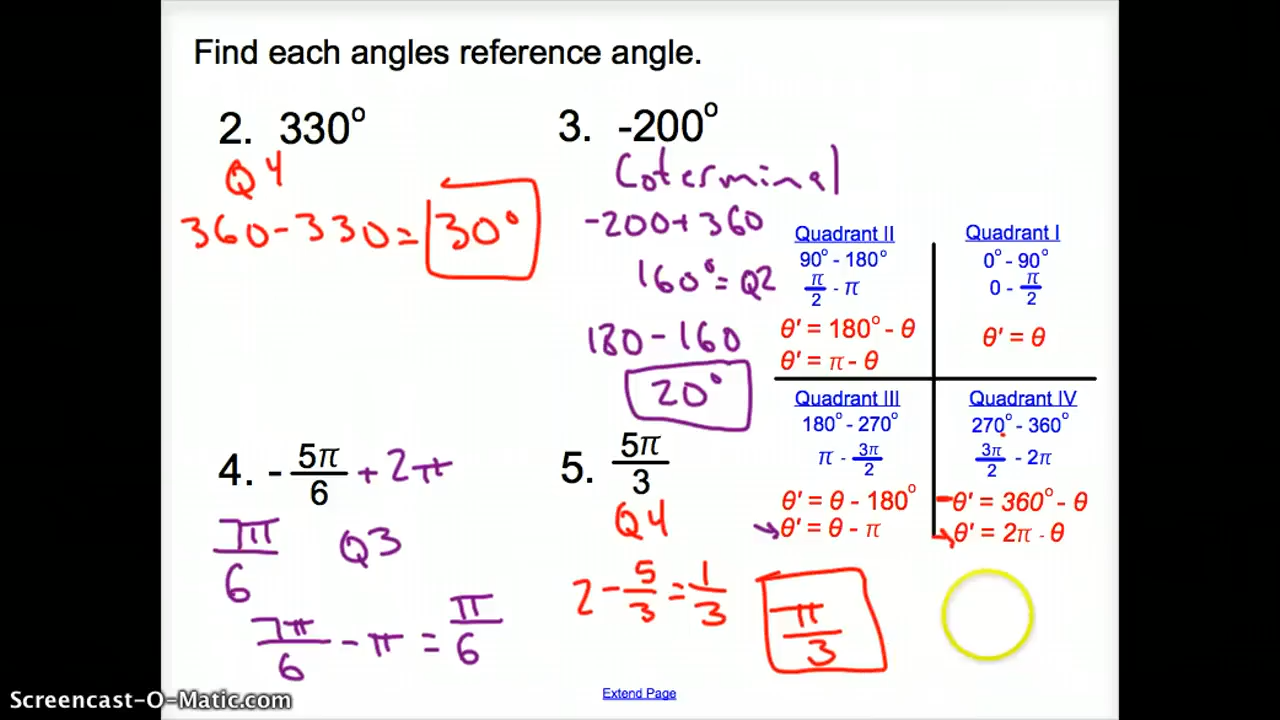 Find each angles reference angle.
2. 330°
Q4
360-330=30°
3. -200°
Coterminal
-200+360
160°=Q2
180-160
20°
Quadrant II
90° - 180°
π/2 - π
θ' = 180° - θ
θ' = π - θ
Quadrant I
0° - 90°
0 - π/2
θ' = θ
Quadrant III
180° - 270°
π - 3π/2
θ' = θ - 180°
θ' = θ - π
Quadrant IV
270° - 360°
3π/2 - 2π
θ' = 360° - θ
θ' = 2π - θ
4. - 5π/6 + 2π
7π/6 Q3
7π/6 - π = π/6
5. 5π/3
Q4
2 - 5/3 = 1/3
π/3
Extend Page
Screencast-O-Matic.com